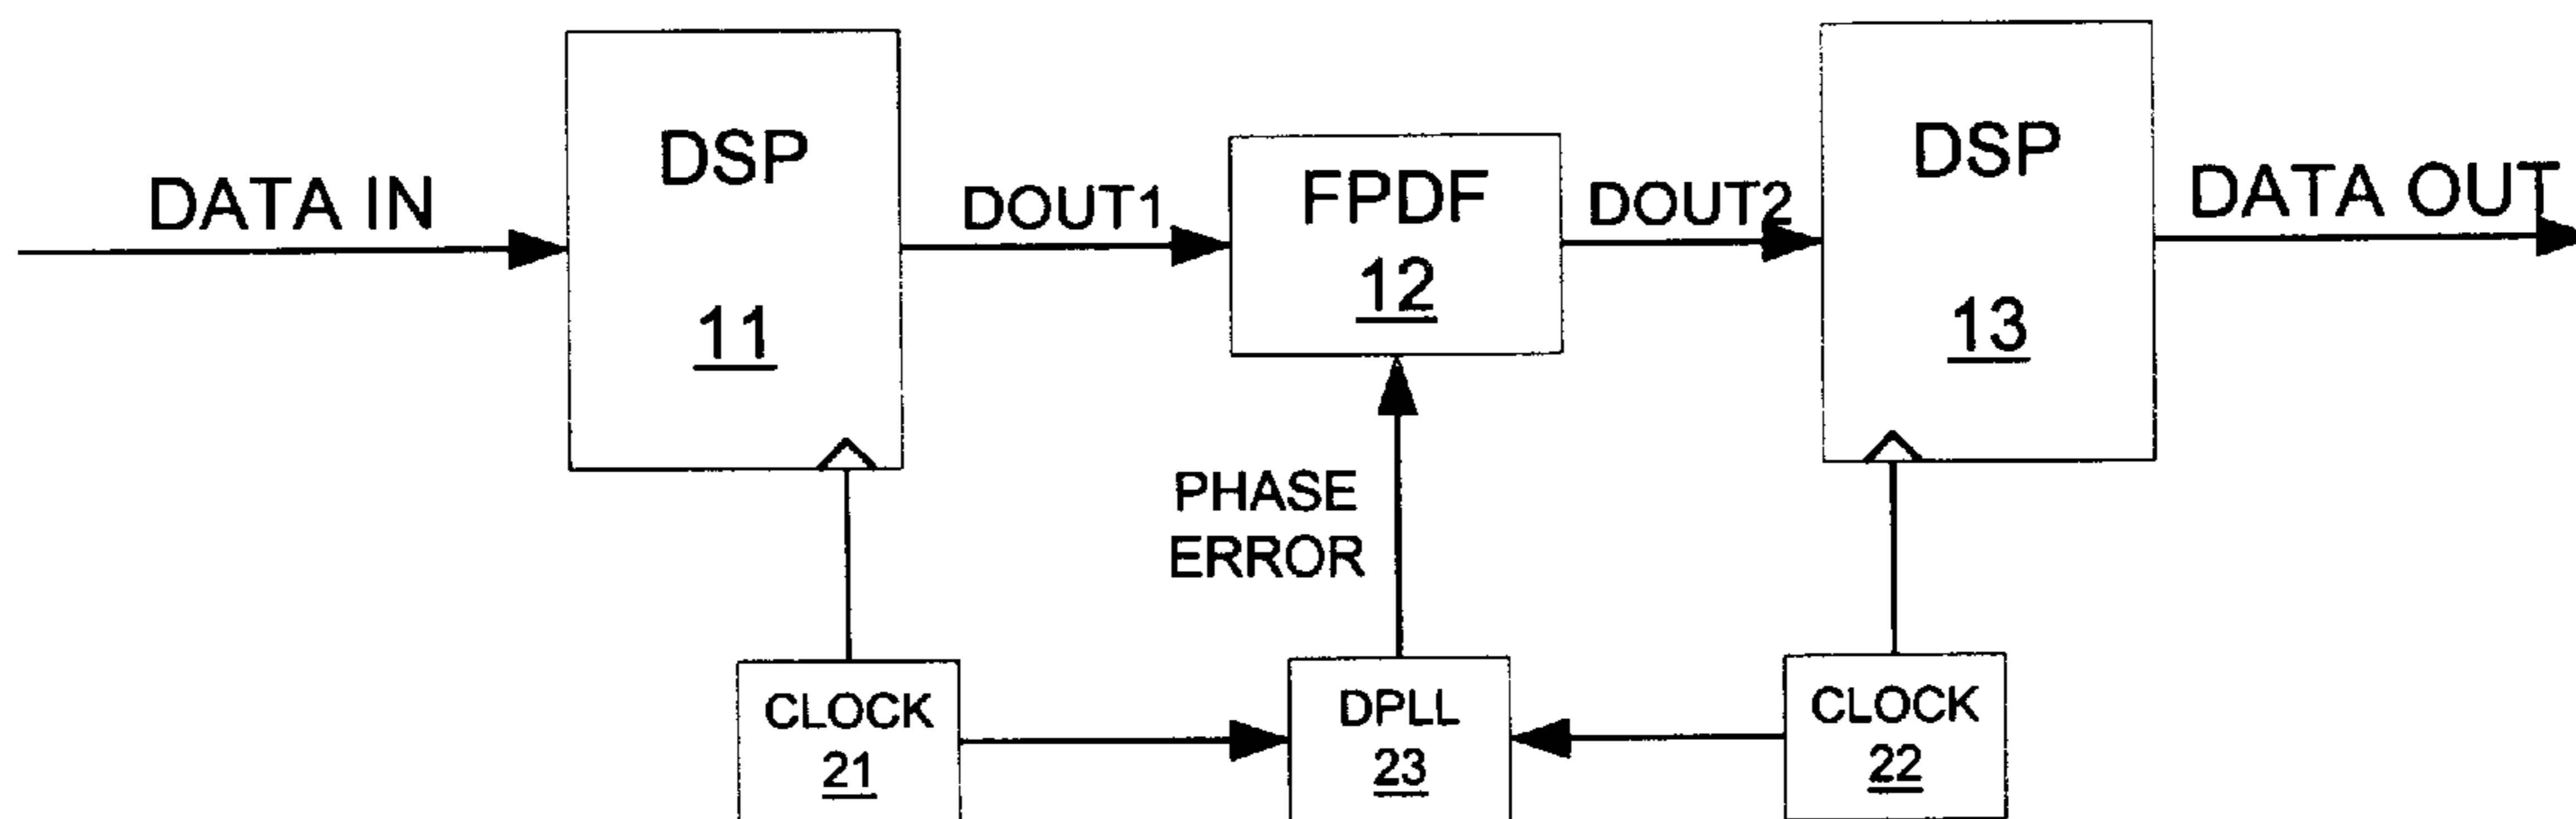 DATA IN
DSP
11
DOUT1
FPDF
12
DOUT2
DSP
13
DATA OUT
PHASE
ERROR
CLOCK
21
DPLL
23
CLOCK
22